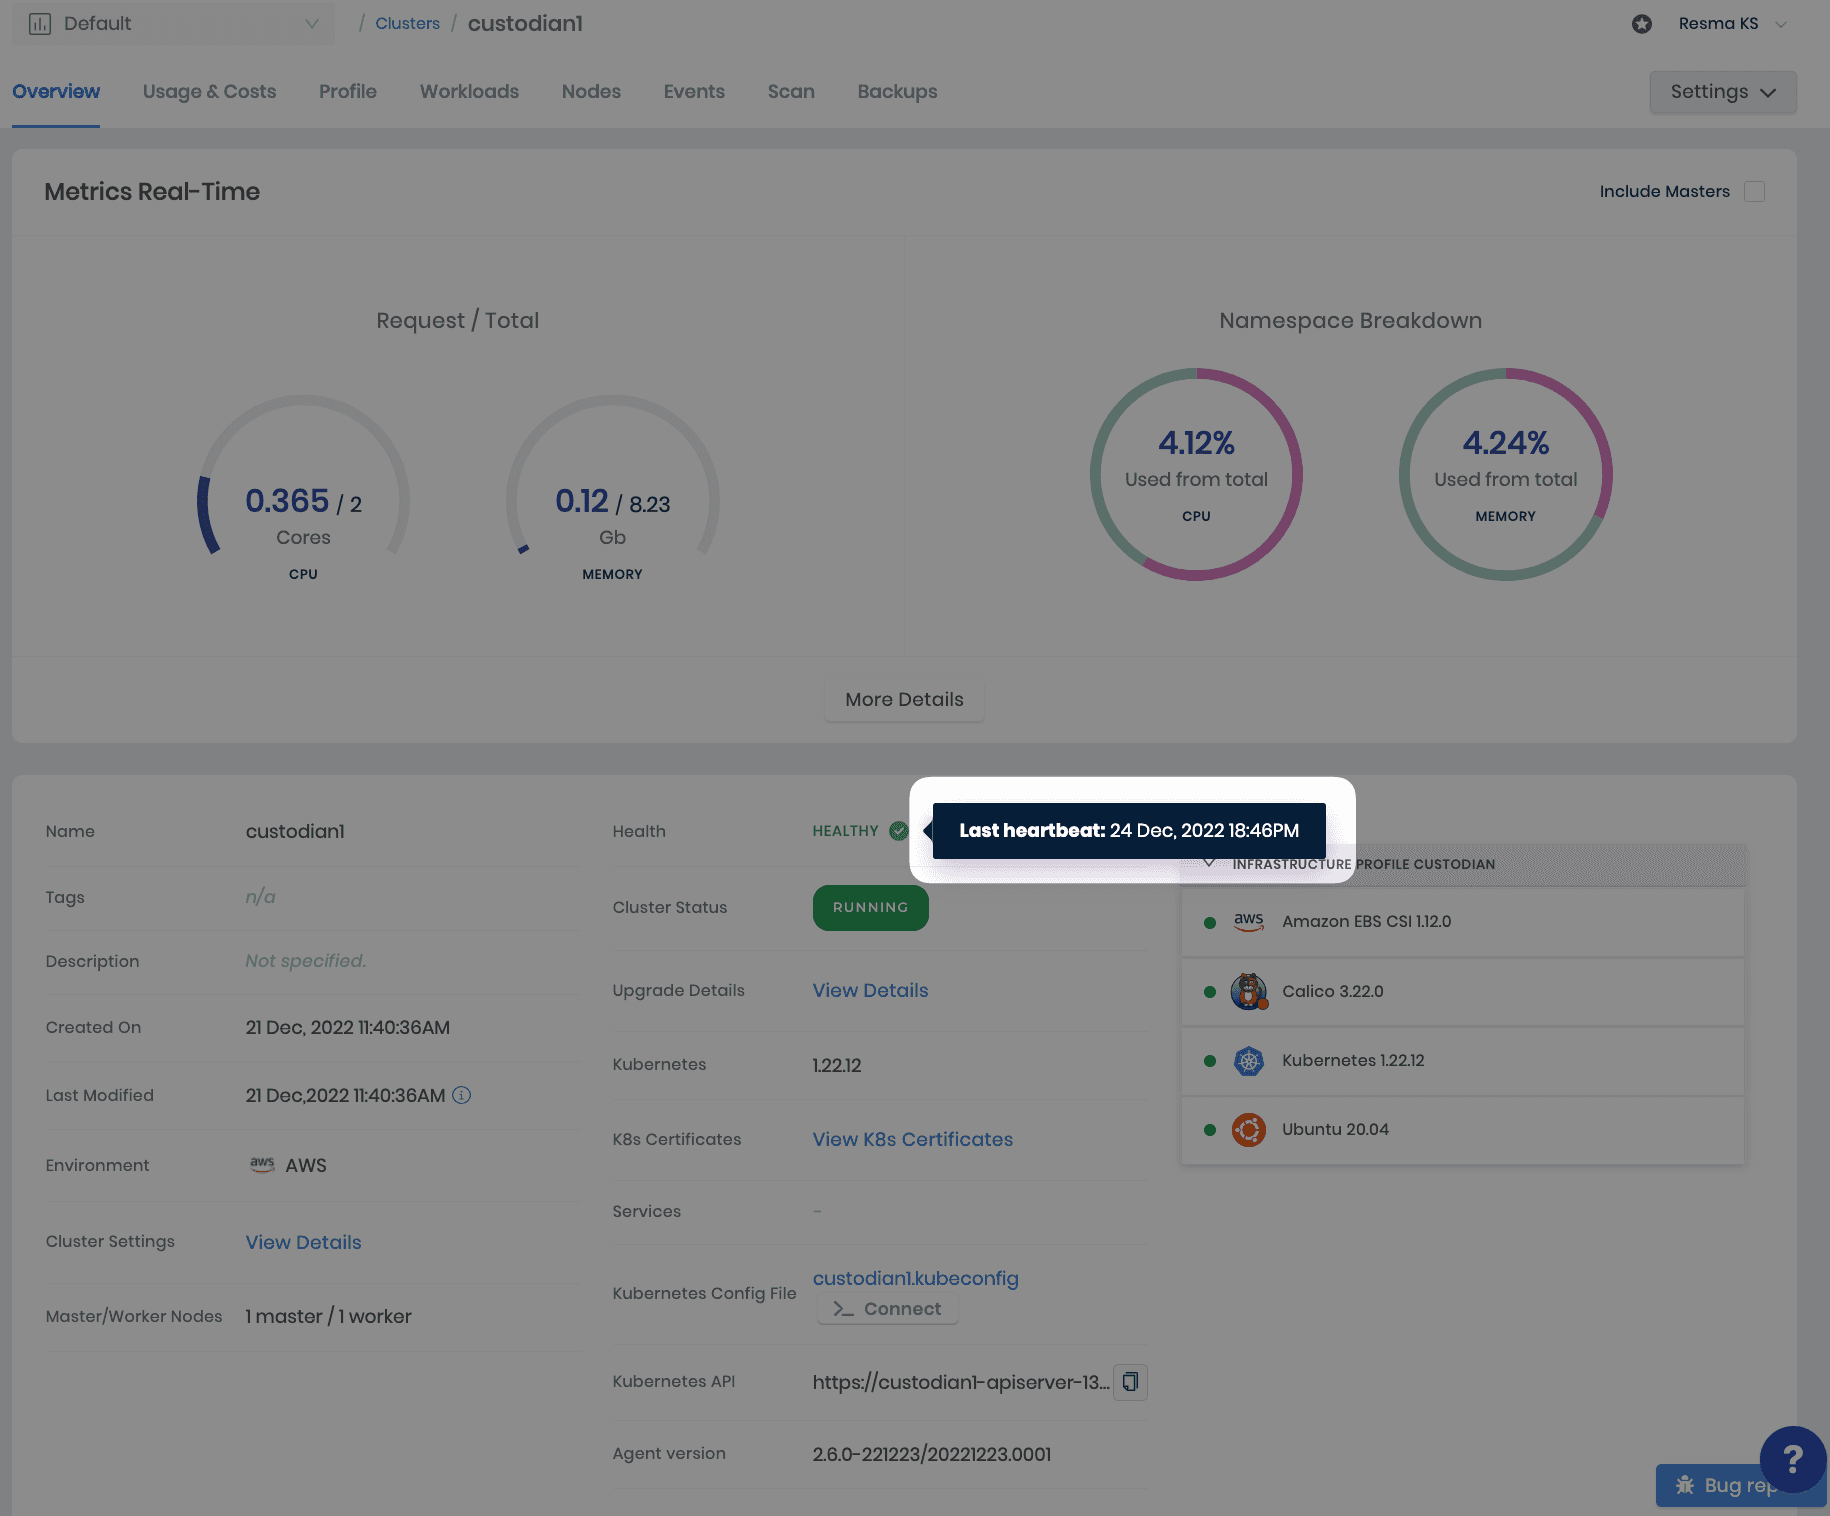 Default / Clusters / custodian1 Resma KS
Overview Usage & Costs Profile Workloads Nodes Events Scan Backups Settings
Metrics Real-Time Include Masters
Request / Total
0.365 / 2
Cores
CPU
0.12 / 8.23
Gb
MEMORY
Namespace Breakdown
4.12%
Used from total
CPU
4.24%
Used from total
MEMORY
More Details
Name custodian1
Tags n/a
Description Not specified.
Created On 21 Dec, 2022 11:40:36AM
Last Modified 21 Dec,2022 11:40:36AM
Environment aws AWS
Cluster Settings View Details
Master/Worker Nodes 1 master / 1 worker
Health HEALTHY
Last heartbeat: 24 Dec, 2022 18:46PM
Cluster Status RUNNING
Upgrade Details View Details
Kubernetes 1.22.12
K8s Certificates View K8s Certificates
Services -
Kubernetes Config File custodian1.kubeconfig
Connect
Kubernetes API https://custodian1-apiserver-13...
Agent version 2.6.0-221223/20221223.0001
INFRASTRUCTURE PROFILE CUSTODIAN
aws Amazon EBS CSI 1.12.0
Calico 3.22.0
Kubernetes 1.22.12
Ubuntu 20.04
?
Bug rep